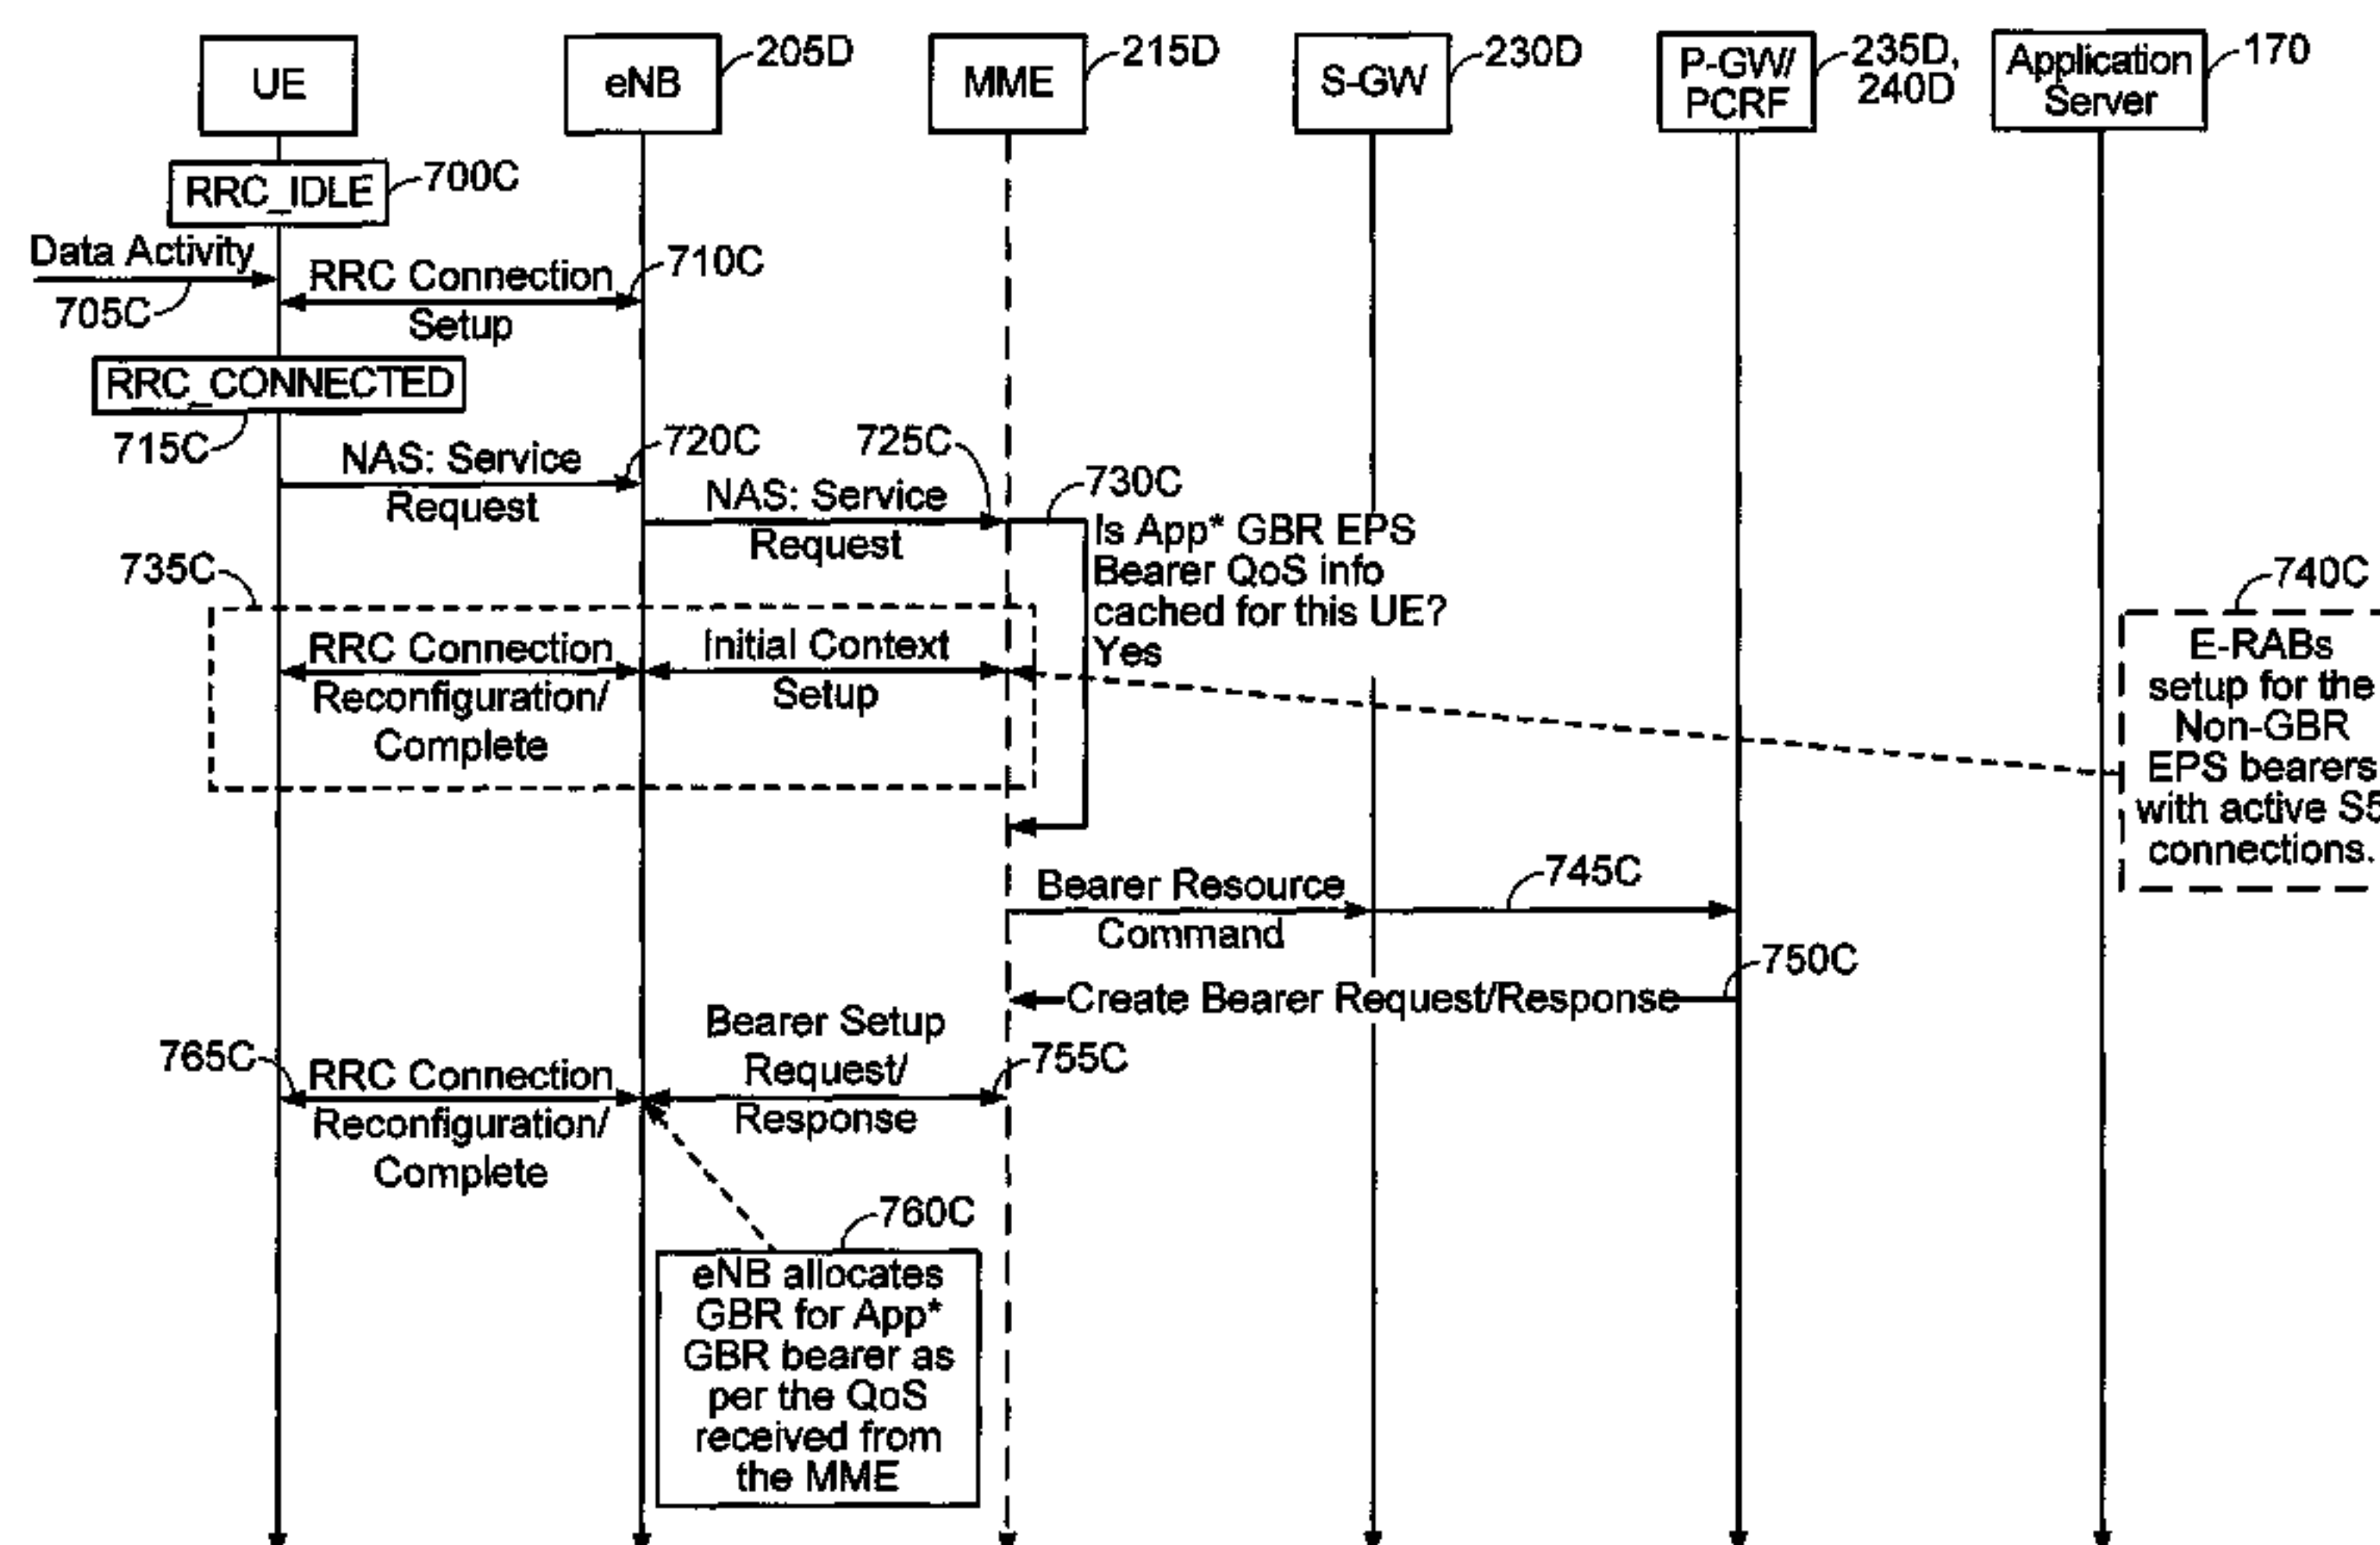 UE
eNB
205D
MME
215D
S-GW
230D
P-GW/
PCRF
235D,
240D
Application
Server
170
RRC_IDLE
700C
Data Activity
705C
RRC Connection
Setup
710C
RRC_CONNECTED
715C
NAS: Service
Request
720C
NAS: Service
Request
725C
730C
Is App* GBR EPS
Bearer QoS info
cached for this UE?
Yes
735C
RRC Connection
Reconfiguration/
Complete
Initial Context
Setup
740C
E-RABs
setup for the
Non-GBR
EPS bearers
with active S5
connections.
Bearer Resource
Command
745C
750C
Create Bearer Request/Response
Bearer Setup
Request/
Response
755C
765C
RRC Connection
Reconfiguration/
Complete
760C
eNB allocates
GBR for App*
GBR bearer as
per the QoS
received from
the MME